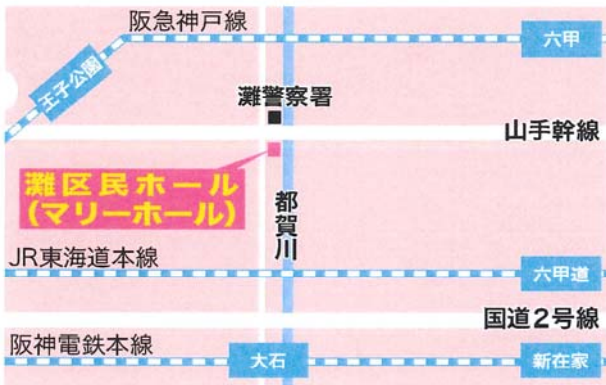 阪急神戸線
六甲
王子公園
灘警察署
山手幹線
灘区民ホール
(マリーホール)
都賀川
JR東海道本線
六甲道
国道2号線
阪神電鉄本線
大石
新在家